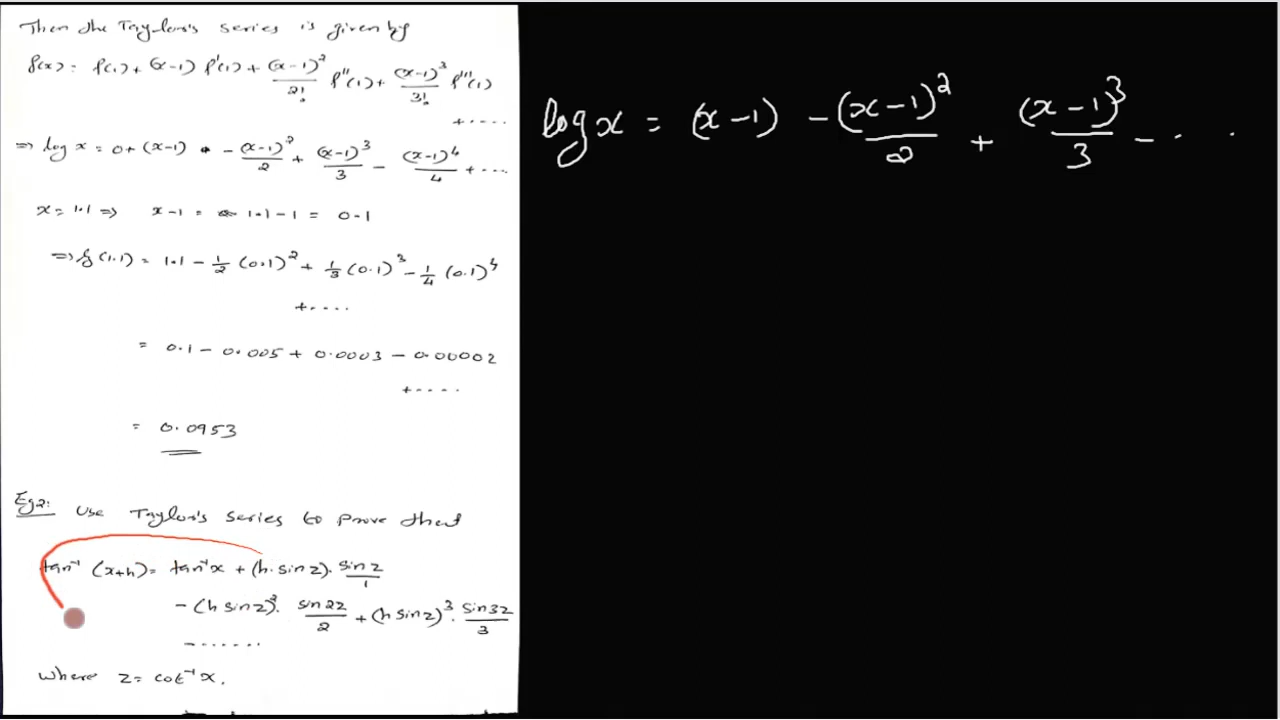 Then the Taylor's series is given by
f(x) = f(1) + (x-1) f'(1) + (x-1)²/2! f''(1) + (x-1)³/3! f'''(1)
+....
⇒ log x = 0 + (x-1) - (x-1)²/2 + (x-1)³/3 - (x-1)⁴/4 + ...
x = 1.1 ⇒ x-1 = 1.1-1 = 0.1
⇒ f(1.1) = 1.1 - 1/2 (0.1)² + 1/3 (0.1)³ - 1/4 (0.1)⁴
+....
= 0.1 - 0.005 + 0.0003 - 0.00002
+....
= 0.0953
Eg2: Use Taylor's series to prove that
tan⁻¹ (x+h) = tan⁻¹x + (h.sin z). sin z/1
- (h sin z)². sin 2z/2 + (h sin z)³. sin 3z/3
-.......
where z = cot⁻¹x.
log x = (x-1) - (x-1)²/2 + (x-1)³/3 - . . .